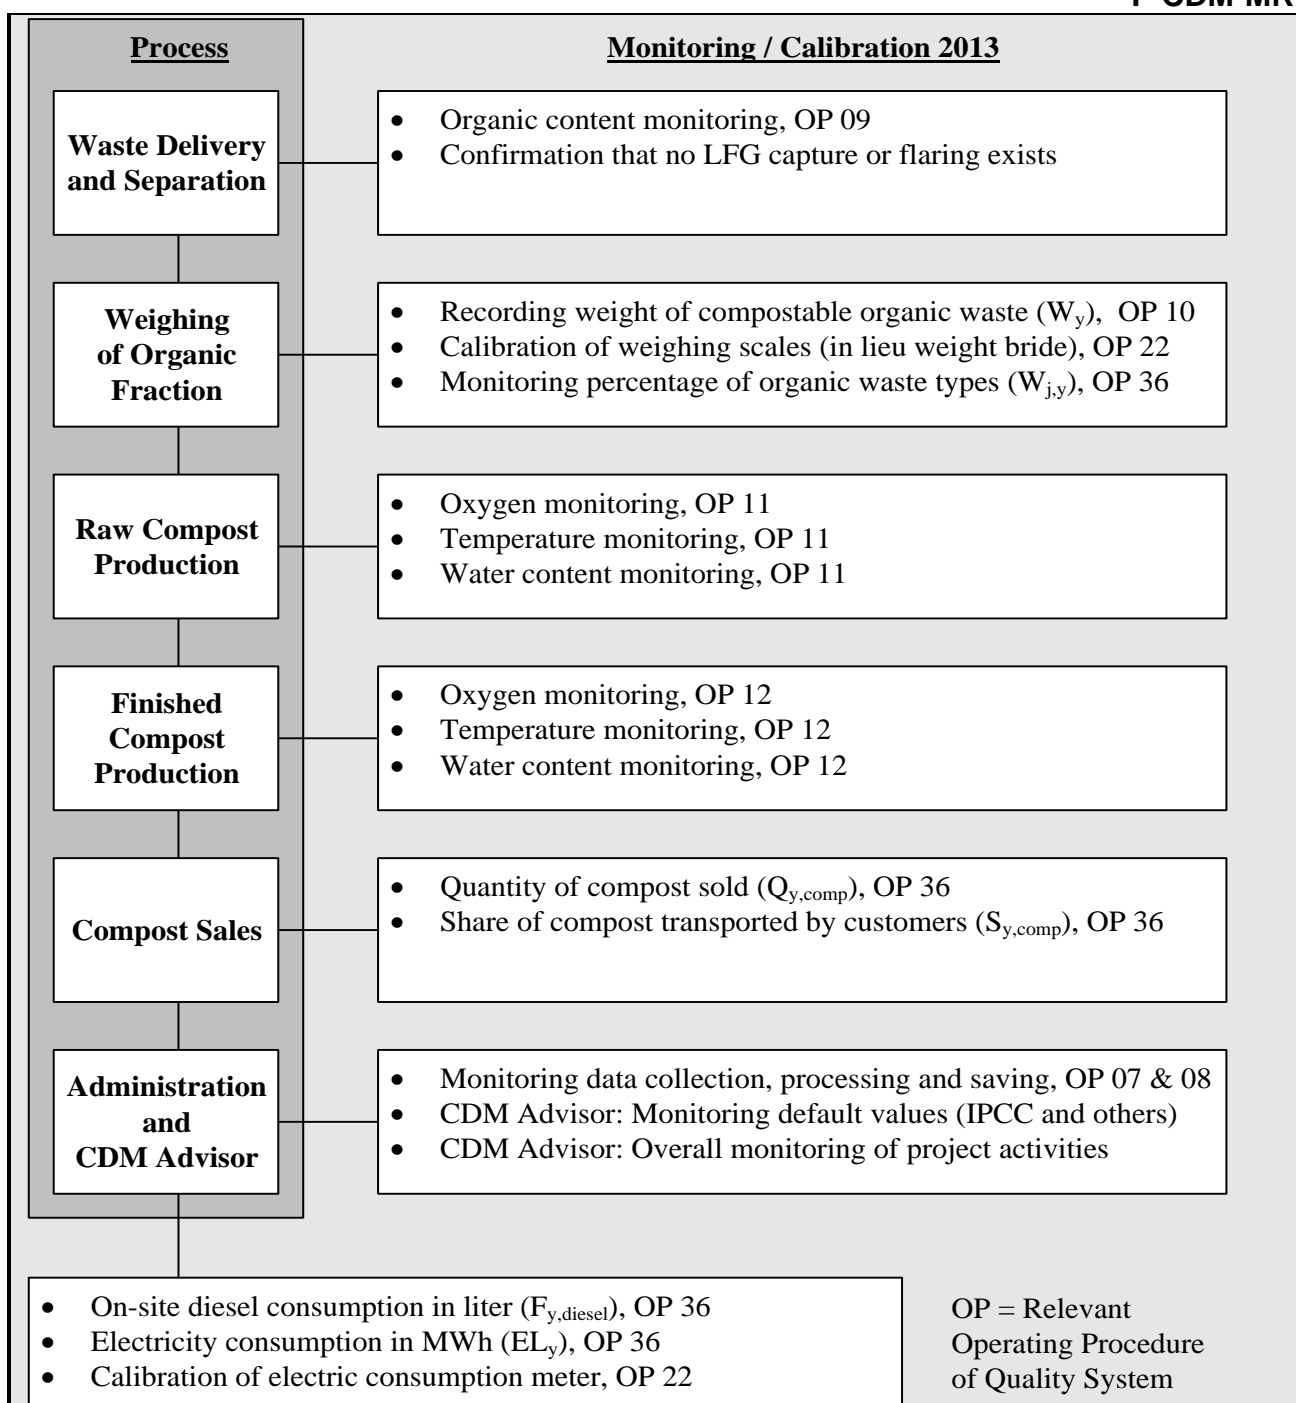 Process
Monitoring / Calibration 2013
Waste Delivery
and Separation
• Organic content monitoring, OP 09
• Confirmation that no LFG capture or flaring exists
Weighing
of Organic
Fraction
• Recording weight of compostable organic waste (Wy), OP 10
• Calibration of weighing scales (in lieu weight bride), OP 22
• Monitoring percentage of organic waste types (Wj,y), OP 36
Raw Compost
Production
• Oxygen monitoring, OP 11
• Temperature monitoring, OP 11
• Water content monitoring, OP 11
Finished
Compost
Production
• Oxygen monitoring, OP 12
• Temperature monitoring, OP 12
• Water content monitoring, OP 12
Compost Sales
• Quantity of compost sold (Qy,comp), OP 36
• Share of compost transported by customers (Sy,comp), OP 36
Administration
and
CDM Advisor
• Monitoring data collection, processing and saving, OP 07 & 08
• CDM Advisor: Monitoring default values (IPCC and others)
• CDM Advisor: Overall monitoring of project activities
• On-site diesel consumption in liter (Fy,diesel), OP 36
• Electricity consumption in MWh (ELy), OP 36
• Calibration of electric consumption meter, OP 22
OP = Relevant
Operating Procedure
of Quality System